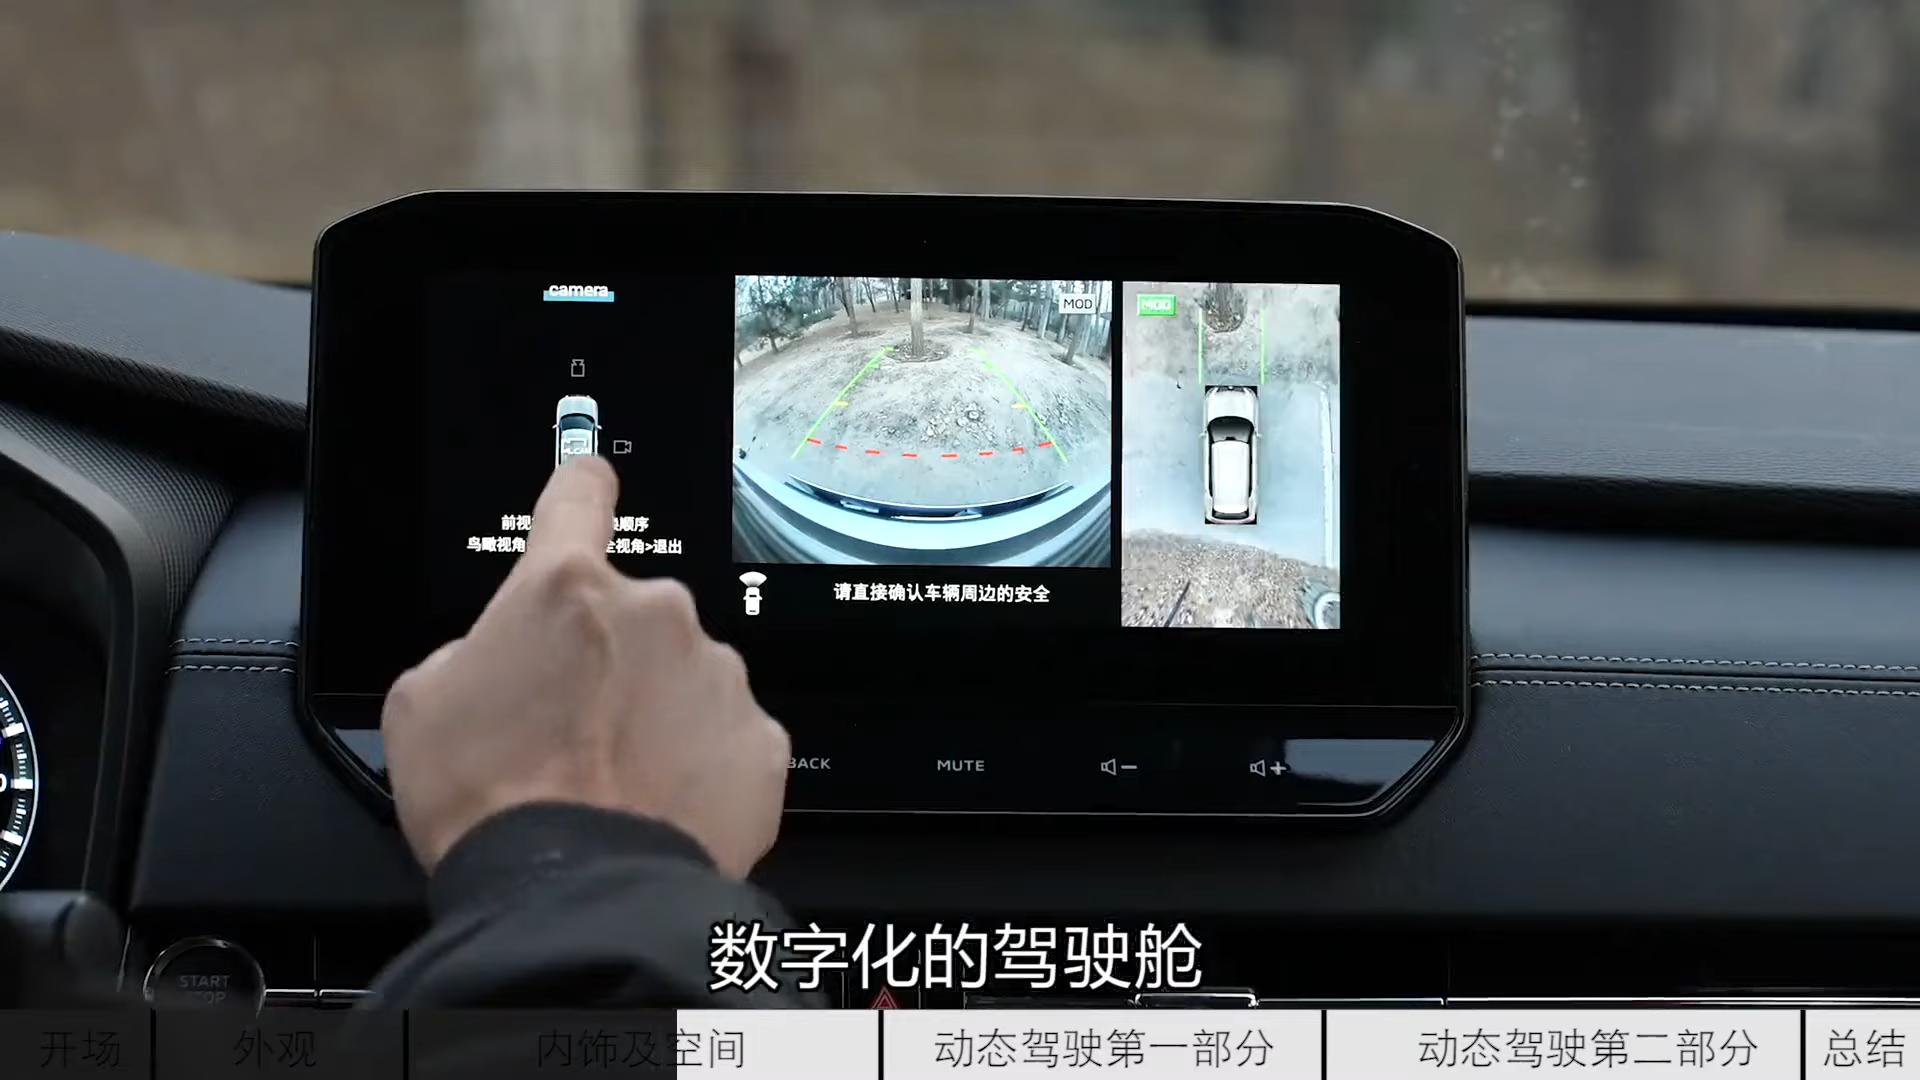 camera
MOD
MOD
前视 换顺序
鸟瞰视角 全视角>退出
请直接确认车辆周边的安全
BACK
MUTE
START
数字化的驾驶舱
开场
外观
内饰及空间
动态驾驶第一部分
动态驾驶第二部分
总结